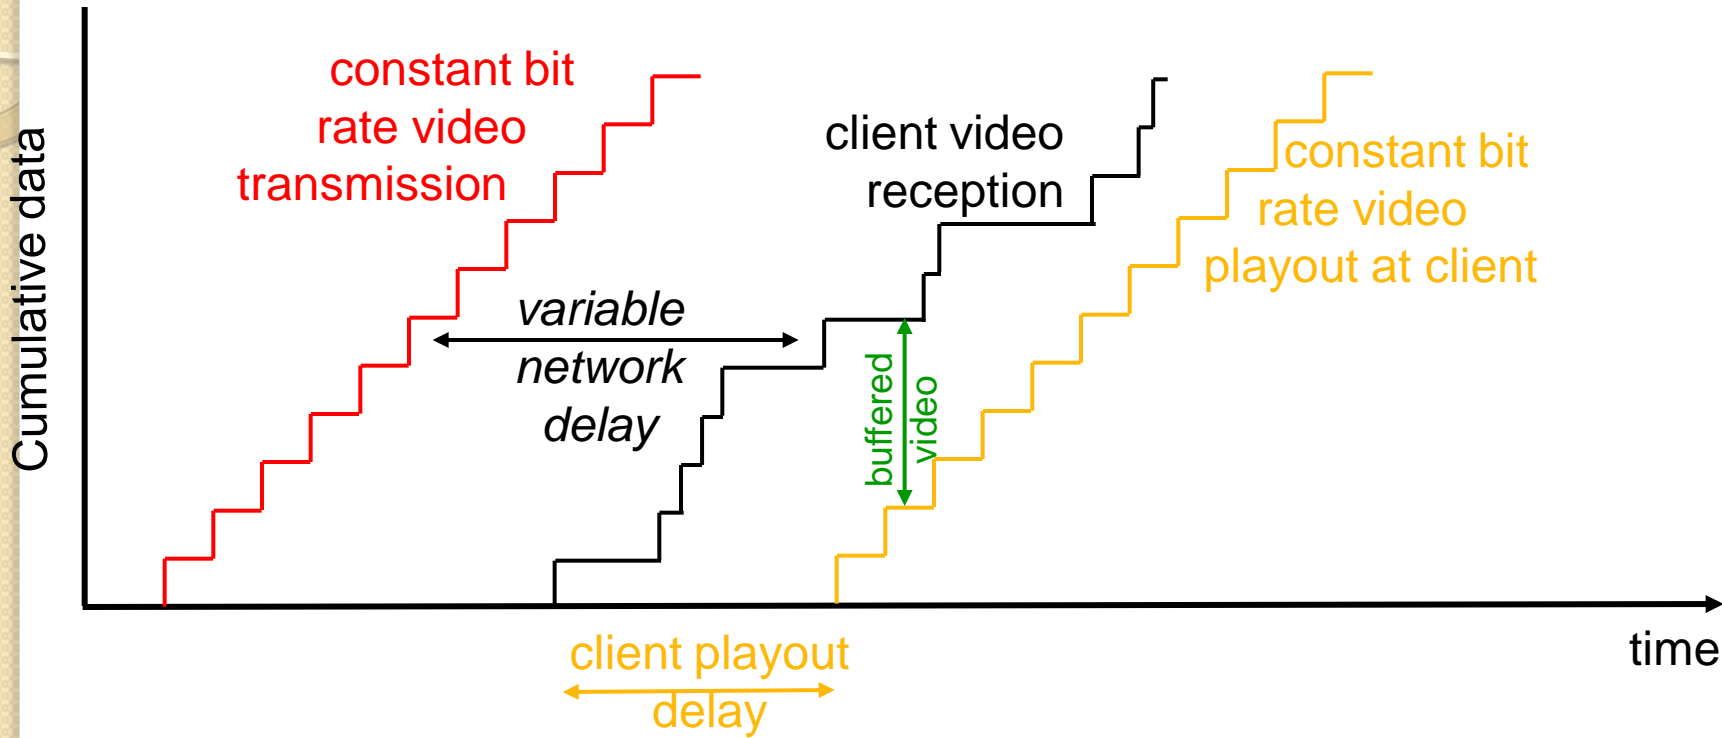 constant bit
rate video
transmission
client video
reception
constant bit
rate video
playout at client
Cumulative data
variable
network
delay
buffered
video
time
client playout
delay